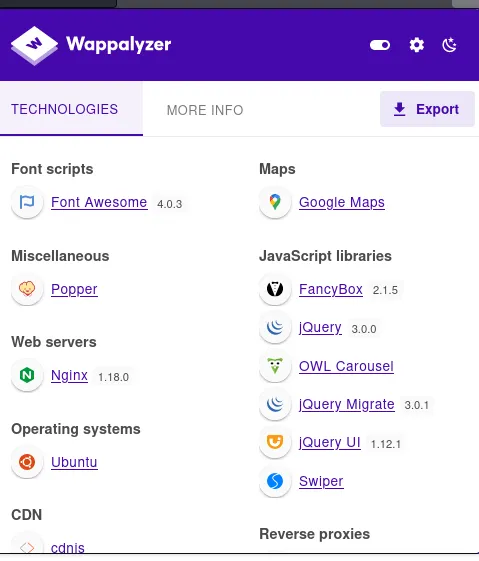 Wappalyzer
TECHNOLOGIES
MORE INFO
Export
Font scripts
Font Awesome 4.0.3
Miscellaneous
Popper
Web servers
Nginx 1.18.0
Operating systems
Ubuntu
CDN
cdnjs
Maps
Google Maps
JavaScript libraries
FancyBox 2.1.5
jQuery 3.0.0
OWL Carousel
jQuery Migrate 3.0.1
jQuery UI 1.12.1
Swiper
Reverse proxies